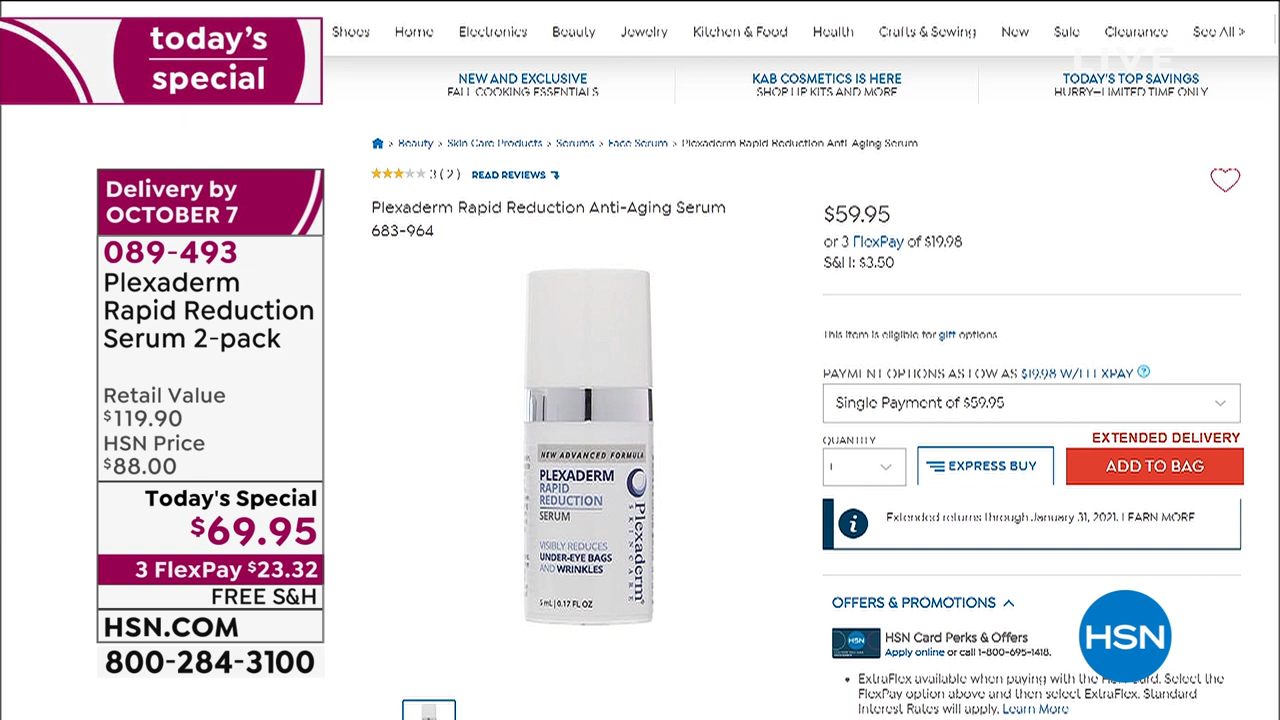 today's
special
Shoes Home Electronics Beauty Jewelry Kitchen & Food Health Crafts & Sewing New Sale Clearance See All >
LIVE
NEW AND EXCLUSIVE
FALL COOKING ESSENTIALS
KAB COSMETICS IS HERE
SHOP LIP KITS AND MORE
TODAY'S TOP SAVINGS
HURRY—LIMITED TIME ONLY
> Beauty > Skin Care Products > Serums > Face Serum > Plexaderm Rapid Reduction Anti-Aging Serum
3 (2) READ REVIEWS
Plexaderm Rapid Reduction Anti-Aging Serum
683-964
Delivery by
OCTOBER 7
089-493
Plexaderm
Rapid Reduction
Serum 2-pack
Retail Value
$119.90
HSN Price
$88.00
Today's Special
$69.95
3 FlexPay $23.32
FREE S&H
HSN.COM
800-284-3100
NEW ADVANCED FORMULA
PLEXADERM
RAPID
REDUCTION
SERUM
VISIBLY REDUCES
UNDER-EYE BAGS
AND WRINKLES
5 mL | 0.17 FL OZ
Plexaderm®
SKINCARE
$59.95
or 3 FlexPay of $19.98
S&H: $3.50
This item is eligible for gift options
PAYMENT OPTIONS AS LOW AS $19.98 W/FLEXPAY ?
Single Payment of $59.95
QUANTITY
1
EXPRESS BUY
EXTENDED DELIVERY
ADD TO BAG
i Extended returns through January 31, 2021. LEARN MORE
OFFERS & PROMOTIONS
HSN
HSN Card Perks & Offers
Apply online or call 1-800-695-1418.
HSN
• ExtraFlex available when paying with the Card. Select the
FlexPay option above and then select ExtraFlex. Standard
Interest Rates will apply. Learn More